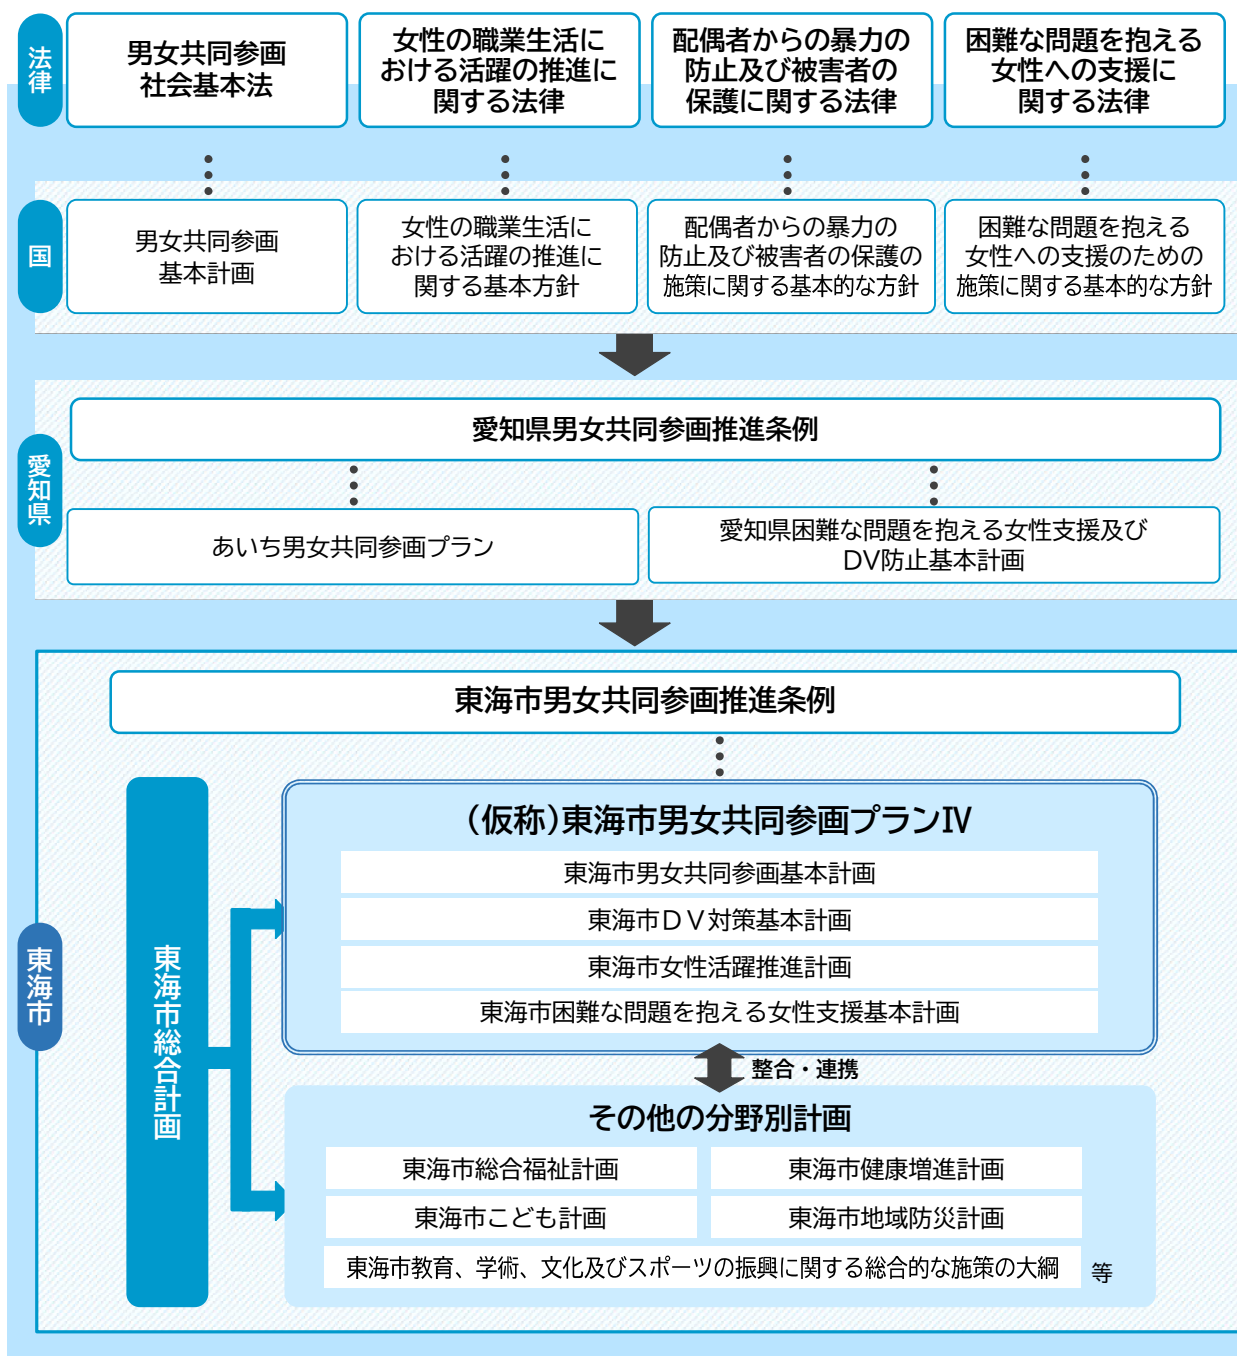 法律
男女共同参画
社会基本法
女性の職業生活に
おける活躍の推進に
関する法律
配偶者からの暴力の
防止及び被害者の
保護に関する法律
困難な問題を抱える
女性への支援に
関する法律
国
男女共同参画
基本計画
女性の職業生活に
おける活躍の推進に
関する基本方針
配偶者からの暴力の
防止及び被害者の保護の
施策に関する基本的な方針
困難な問題を抱える
女性への支援のための
施策に関する基本的な方針
愛知県
愛知県男女共同参画推進条例
あいち男女共同参画プラン
愛知県困難な問題を抱える女性支援及び
DV防止基本計画
東海市
東海市男女共同参画推進条例
東海市総合計画
（仮称）東海市男女共同参画プランⅣ
東海市男女共同参画基本計画
東海市ＤＶ対策基本計画
東海市女性活躍推進計画
東海市困難な問題を抱える女性支援基本計画
整合・連携
その他の分野別計画
東海市総合福祉計画
東海市健康増進計画
東海市こども計画
東海市地域防災計画
東海市教育、学術、文化及びスポーツの振興に関する総合的な施策の大綱
等